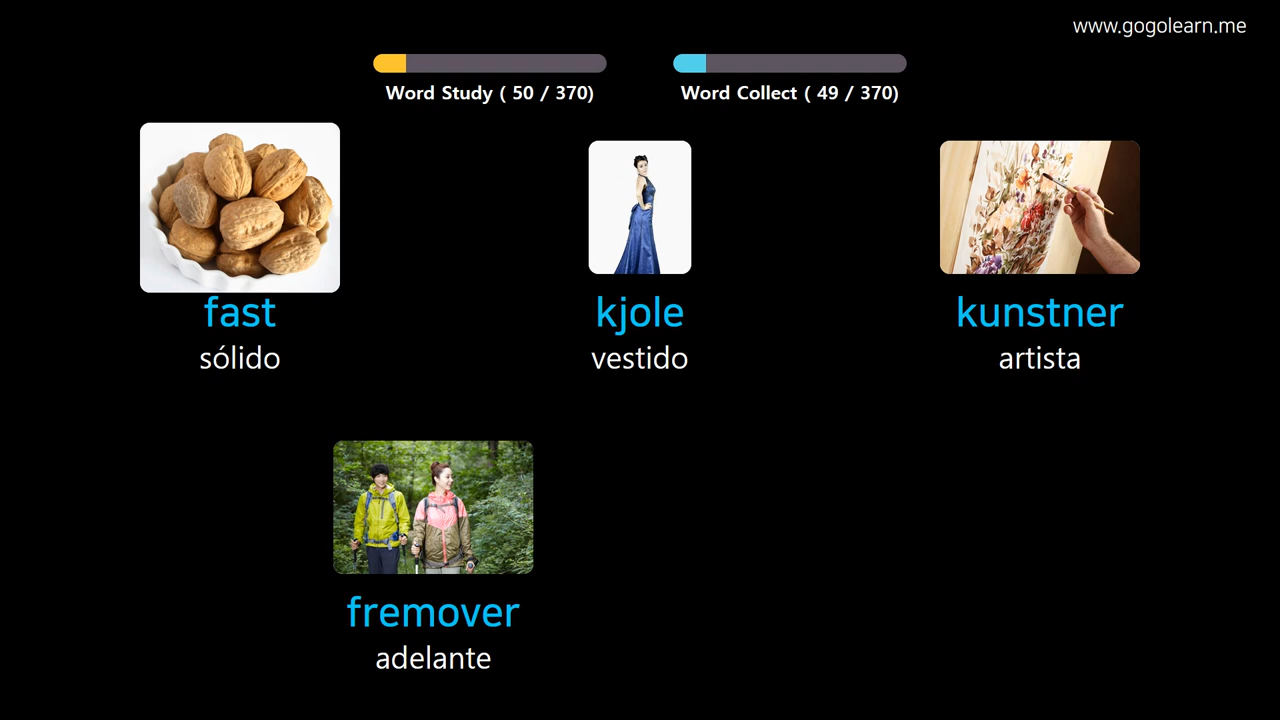 www.gogolearn.me
Word Study ( 50 / 370)
Word Collect ( 49 / 370)
fast
sólido
kjole
vestido
kunstner
artista
fremover
adelante